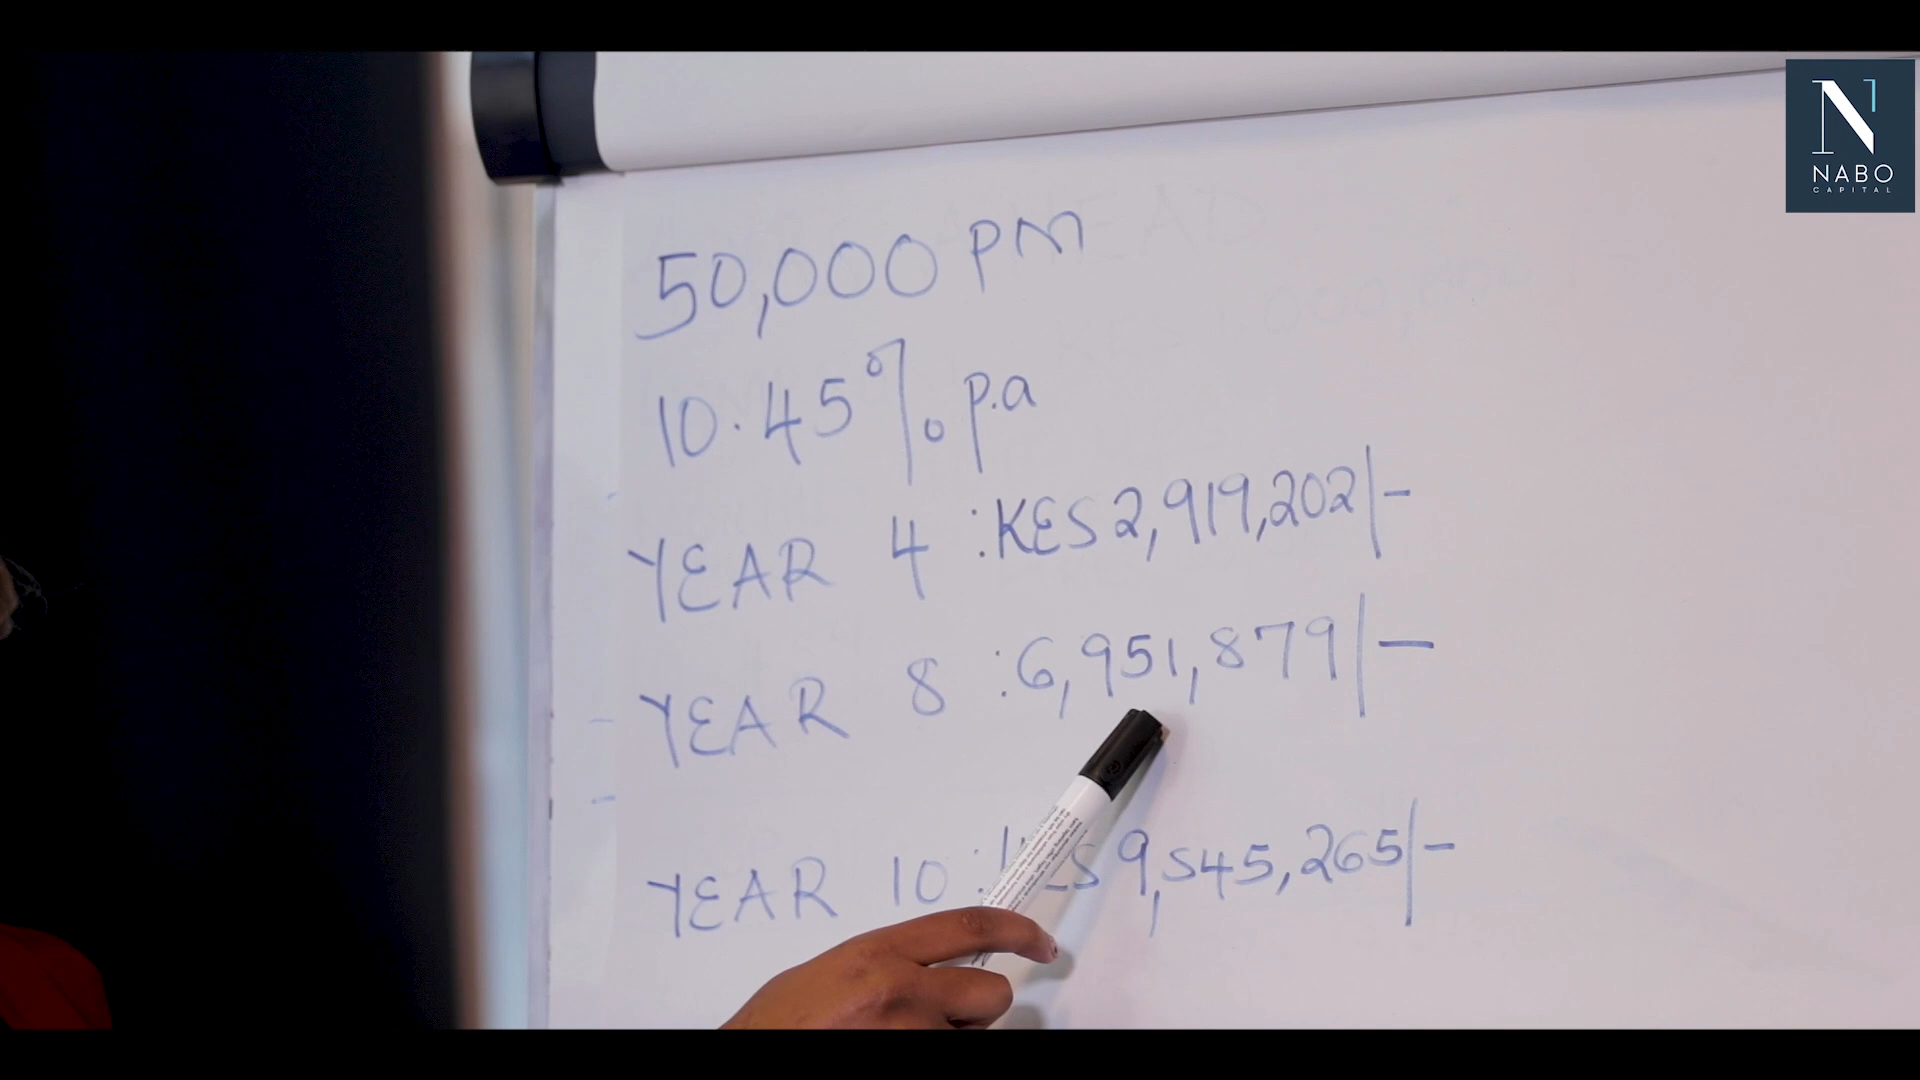 NABO
CAPITAL
50,000 PM
10.45% p.a
YEAR 4 : KES 2,919,202/-
YEAR 8 : 6,951,879/-
YEAR 10 : 9,545,265/-